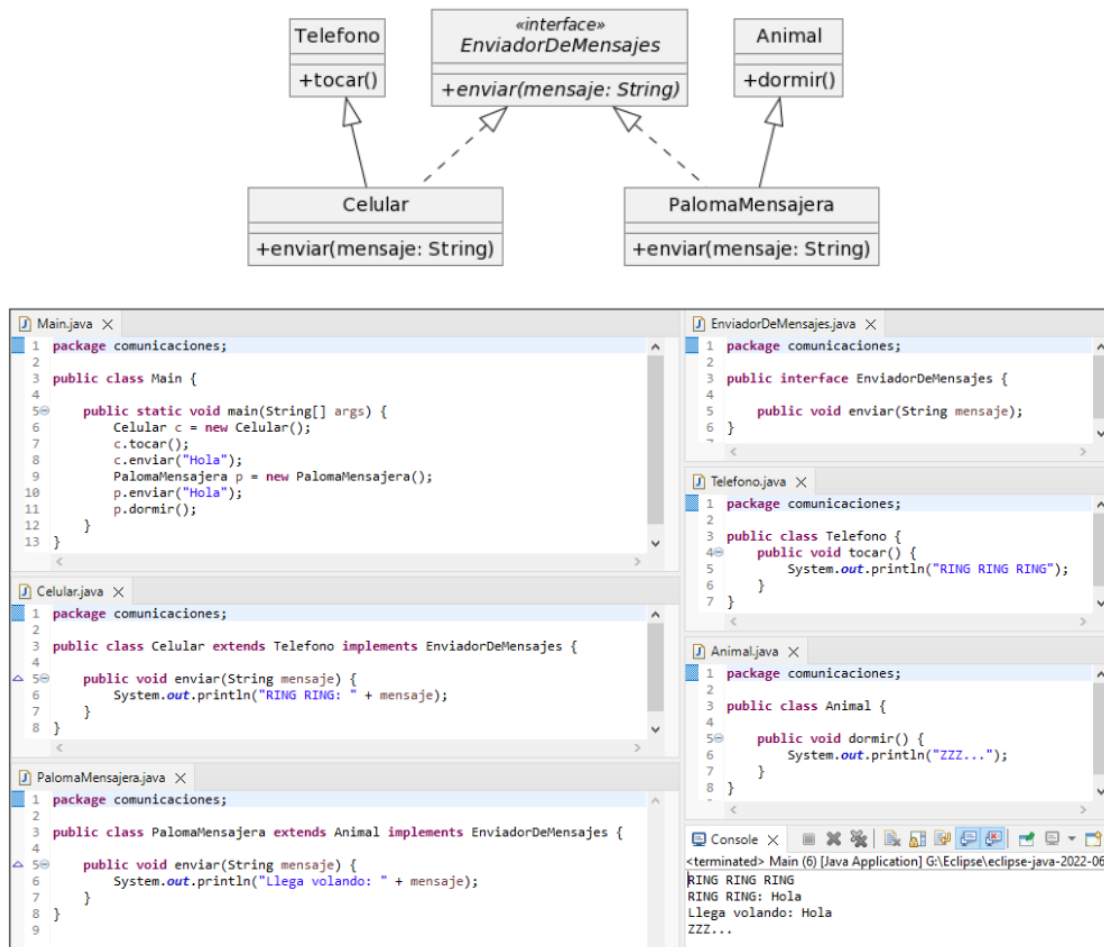 Telefono
+tocar()
«interface»
EnviadorDeMensajes
+enviar(mensaje: String)
Animal
+dormir()
Celular
+enviar(mensaje: String)
PalomaMensajera
+enviar(mensaje: String)
Main.java
1 package comunicaciones;
2
3 public class Main {
4
5 public static void main(String[] args) {
6 Celular c = new Celular();
7 c.tocar();
8 c.enviar("Hola");
9 PalomaMensajera p = new PalomaMensajera();
10 p.enviar("Hola");
11 p.dormir();
12 }
13 }
Celular.java
1 package comunicaciones;
2
3 public class Celular extends Telefono implements EnviadorDeMensajes {
4
5 public void enviar(String mensaje) {
6 System.out.println("RING RING: " + mensaje);
7 }
8 }
PalomaMensajera.java
1 package comunicaciones;
2
3 public class PalomaMensajera extends Animal implements EnviadorDeMensajes {
4
5 public void enviar(String mensaje) {
6 System.out.println("Llega volando: " + mensaje);
7 }
8 }
9
EnviadorDeMensajes.java
1 package comunicaciones;
2
3 public interface EnviadorDeMensajes {
4
5 public void enviar(String mensaje);
6 }
Telefono.java
1 package comunicaciones;
2
3 public class Telefono {
4 public void tocar() {
5 System.out.println("RING RING RING");
6 }
7 }
Animal.java
1 package comunicaciones;
2
3 public class Animal {
4
5 public void dormir() {
6 System.out.println("ZZZ...");
7 }
8 }
Console
<terminated> Main (6) [Java Application] G:\Eclipse\eclipse-java-2022-06
RING RING RING
RING RING: Hola
Llega volando: Hola
ZZZ...